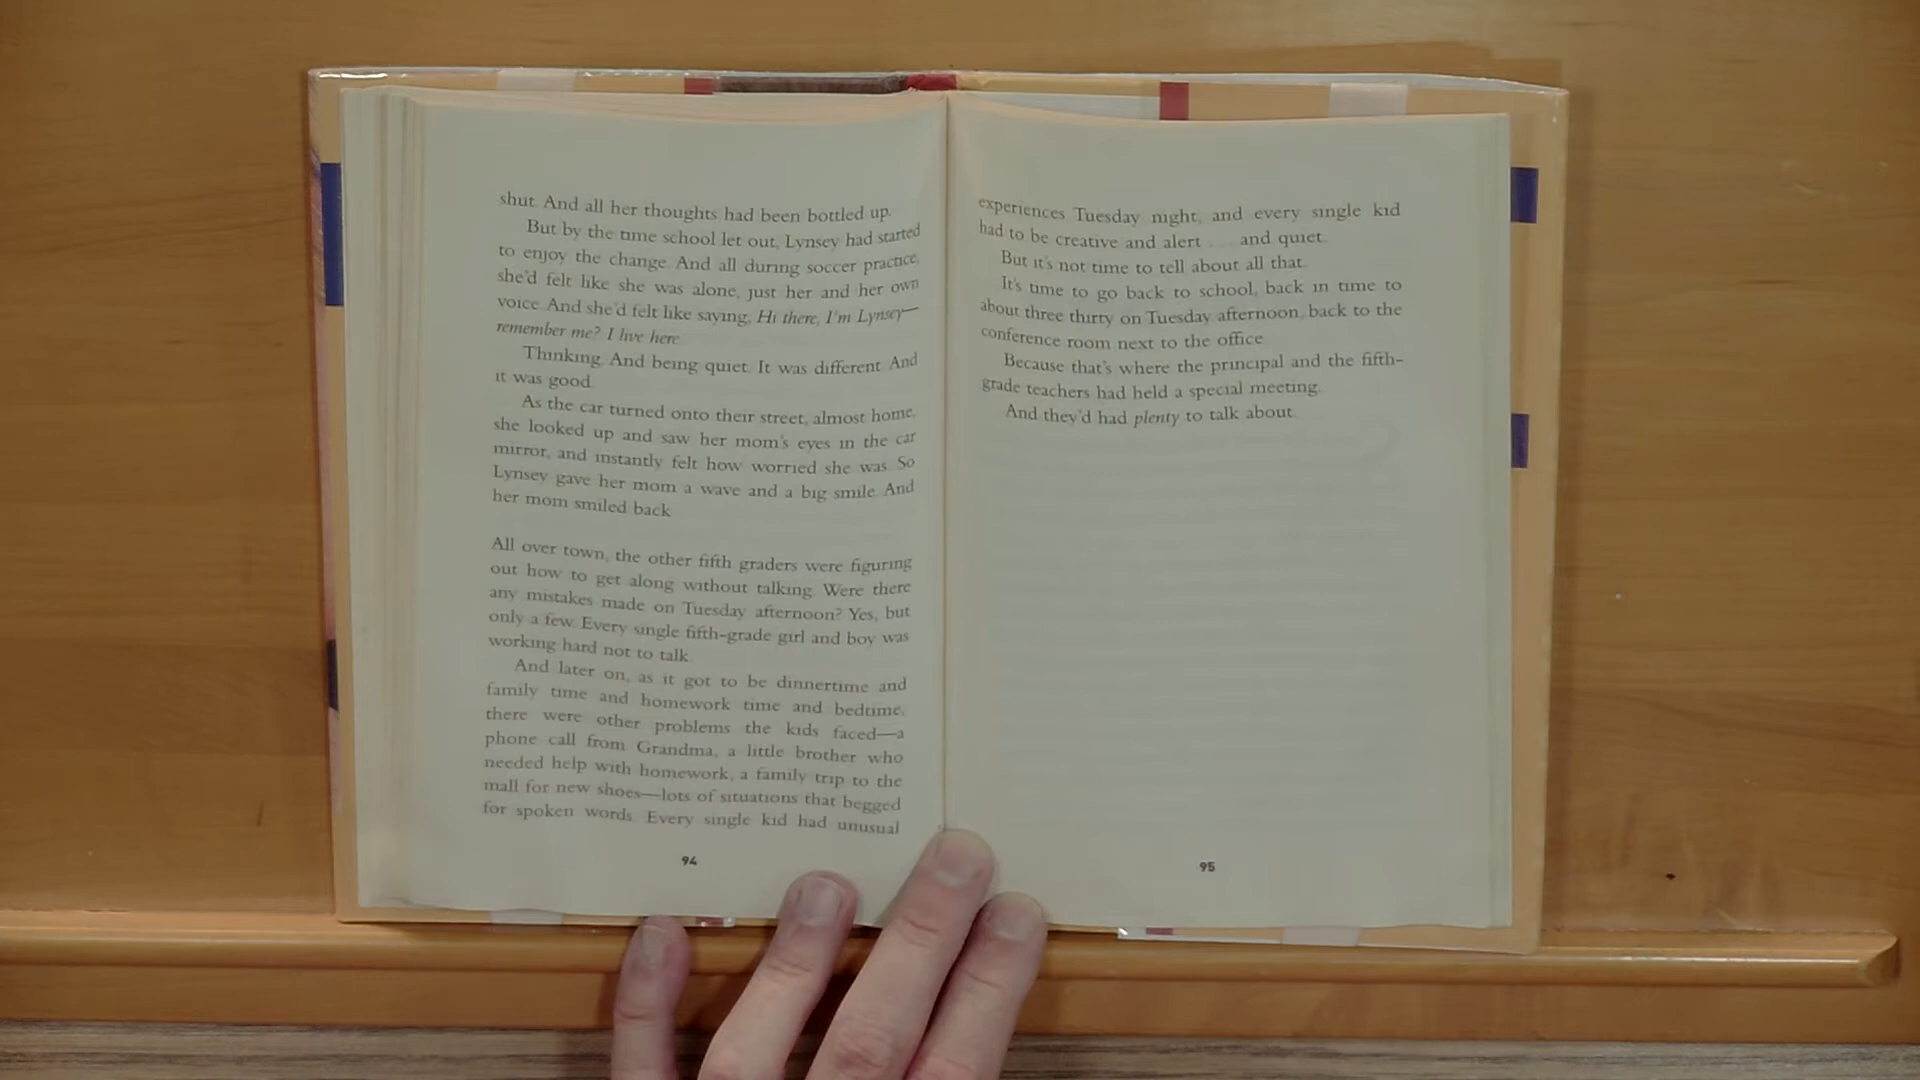 shut. And all her thoughts had been bottled up.
But by the time school let out, Lynsey had started
to enjoy the change. And all during soccer practice,
she'd felt like she was alone, just her and her own
voice. And she'd felt like saying, Hi there, I'm Lynsey—
remember me? I live here.
Thinking. And being quiet. It was different. And
it was good.
As the car turned onto their street, almost home,
she looked up and saw her mom's eyes in the car
mirror, and instantly felt how worried she was. So
Lynsey gave her mom a wave and a big smile. And
her mom smiled back.
All over town, the other fifth graders were figuring
out how to get along without talking. Were there
any mistakes made on Tuesday afternoon? Yes, but
only a few. Every single fifth-grade girl and boy was
working hard not to talk.
And later on, as it got to be dinnertime and
family time and homework time and bedtime,
there were other problems the kids faced—a
phone call from Grandma, a little brother who
needed help with homework, a family trip to the
mall for new shoes—lots of situations that begged
for spoken words. Every single kid had unusual
94
experiences Tuesday night, and every single kid
had to be creative and alert . . . and quiet.
But it's not time to tell about all that.
It's time to go back to school, back in time to
about three thirty on Tuesday afternoon, back to the
conference room next to the office.
Because that's where the principal and the fifth-
grade teachers had held a special meeting.
And they'd had plenty to talk about.
95